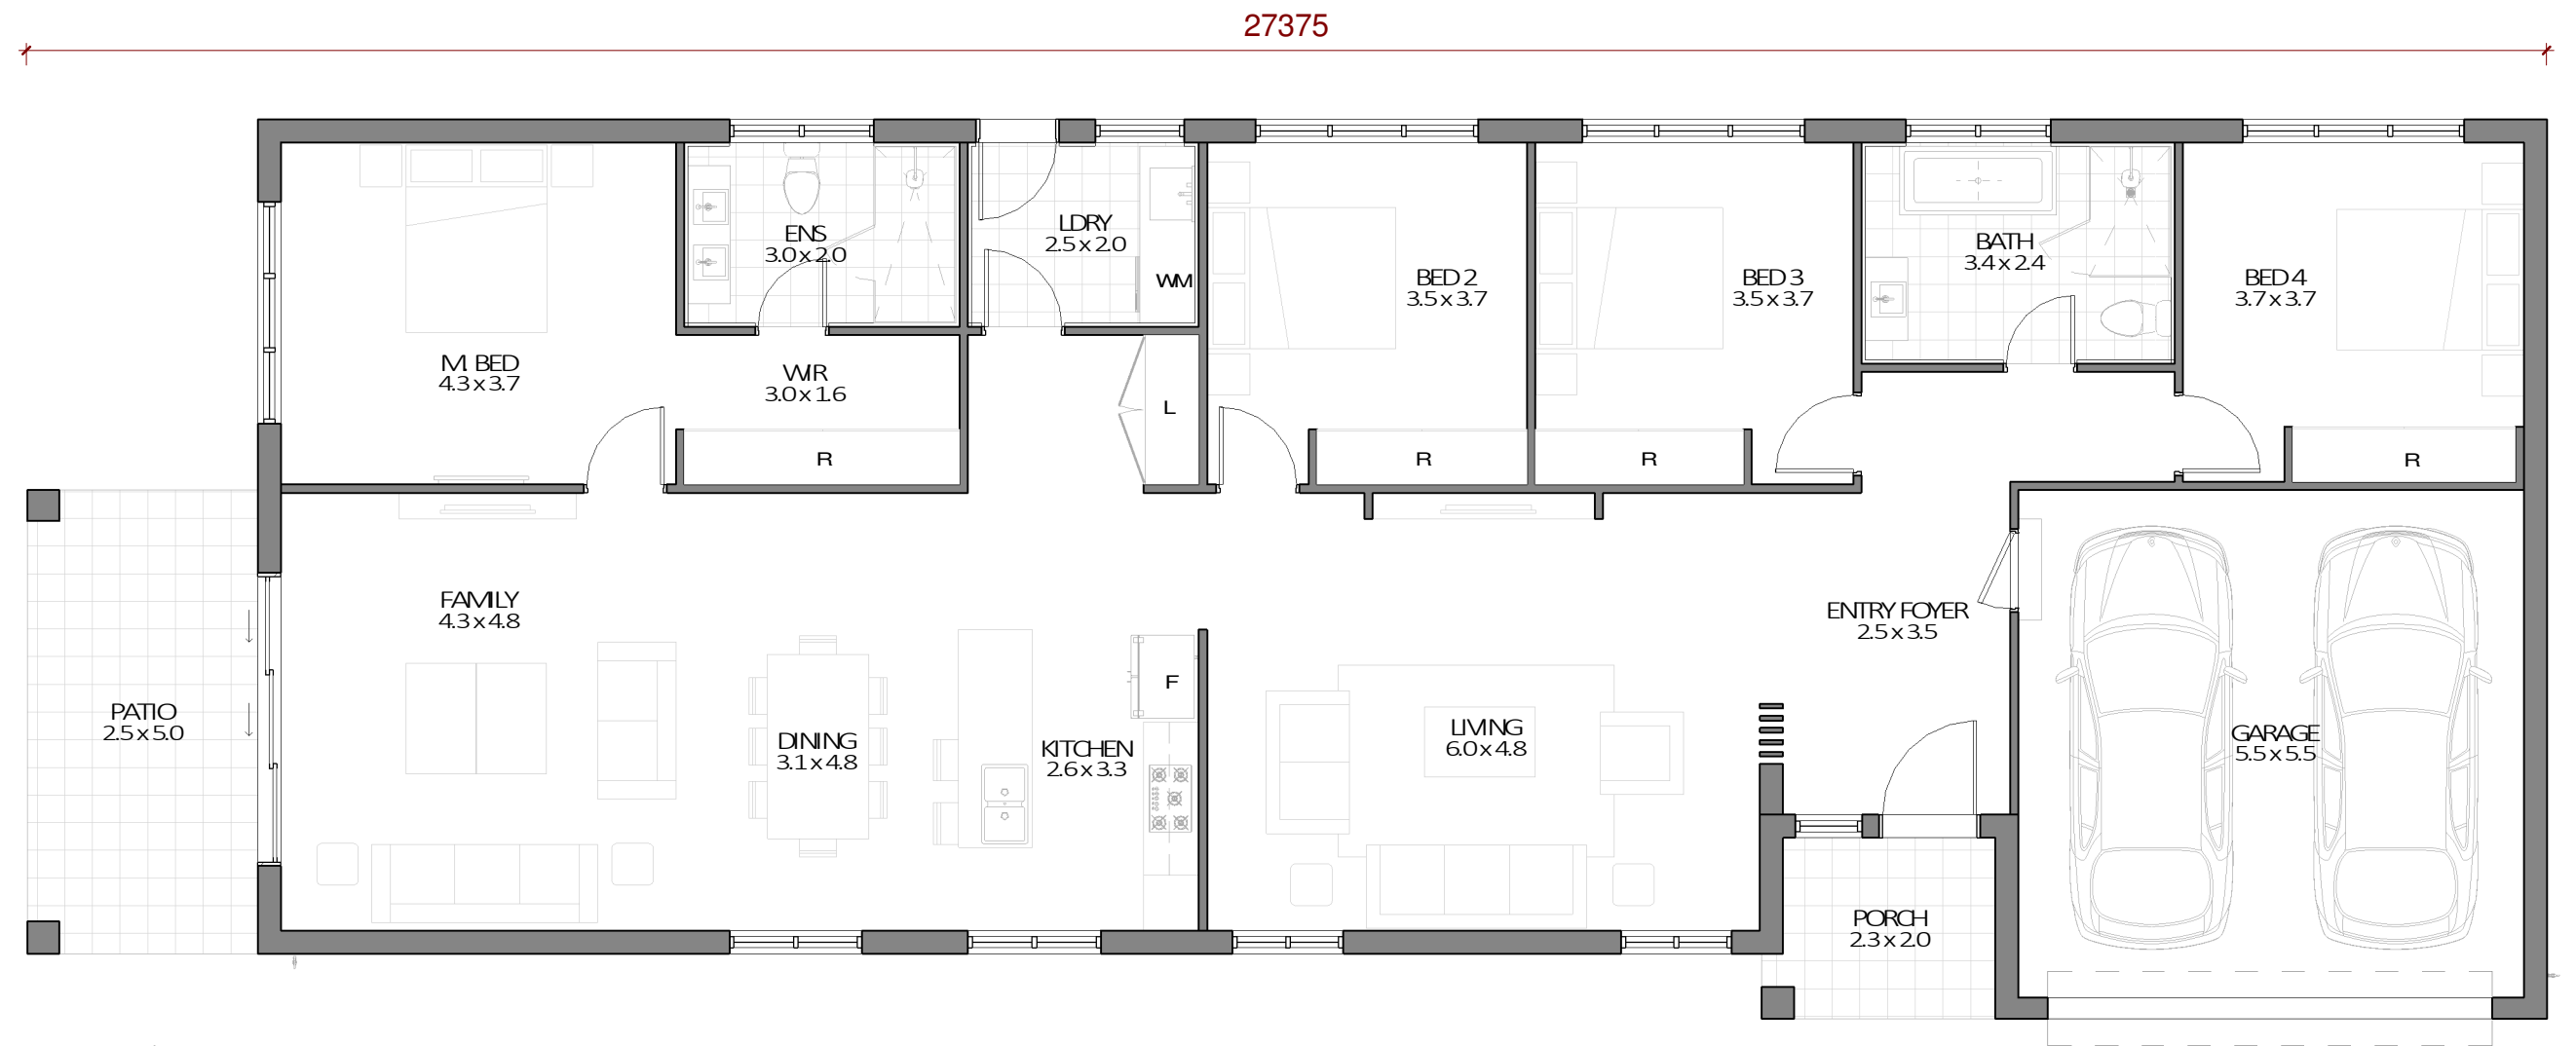 27375
M. BED
4.3 x 3.7
ENS
3.0 x 2.0
WIR
3.0 x 1.6
R
LDRY
2.5 x 2.0
WM
L
BED 2
3.5 x 3.7
R
BED 3
3.5 x 3.7
R
BATH
3.4 x 2.4
BED 4
3.7 x 3.7
R
PATIO
2.5 x 5.0
FAMILY
4.3 x 4.8
DINING
3.1 x 4.8
KITCHEN
2.6 x 3.3
F
LIVING
6.0 x 4.8
ENTRY FOYER
2.5 x 3.5
GARAGE
5.5 x 5.5
PORCH
2.3 x 2.0